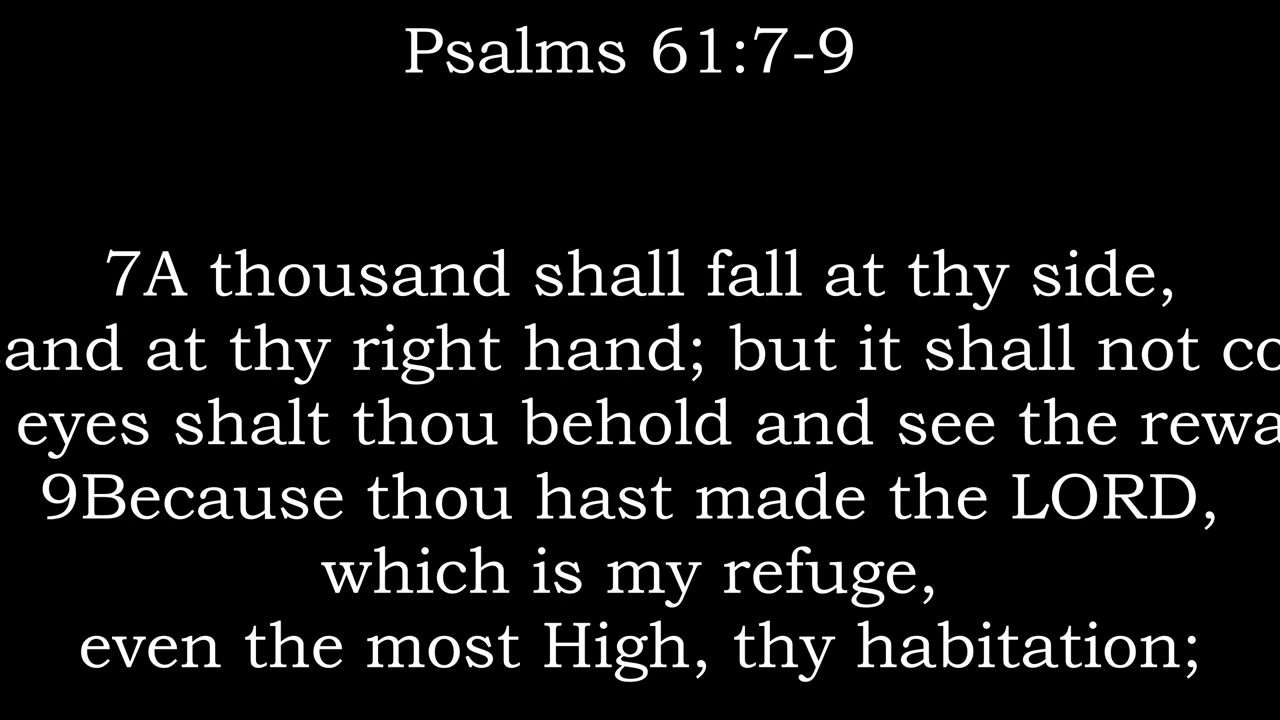 Psalms 61:7-9
7A thousand shall fall at thy side,
and at thy right hand; but it shall not
eyes shalt thou behold and see the
9Because thou hast made the LORD,
which is my refuge,
even the most High, thy habitation;